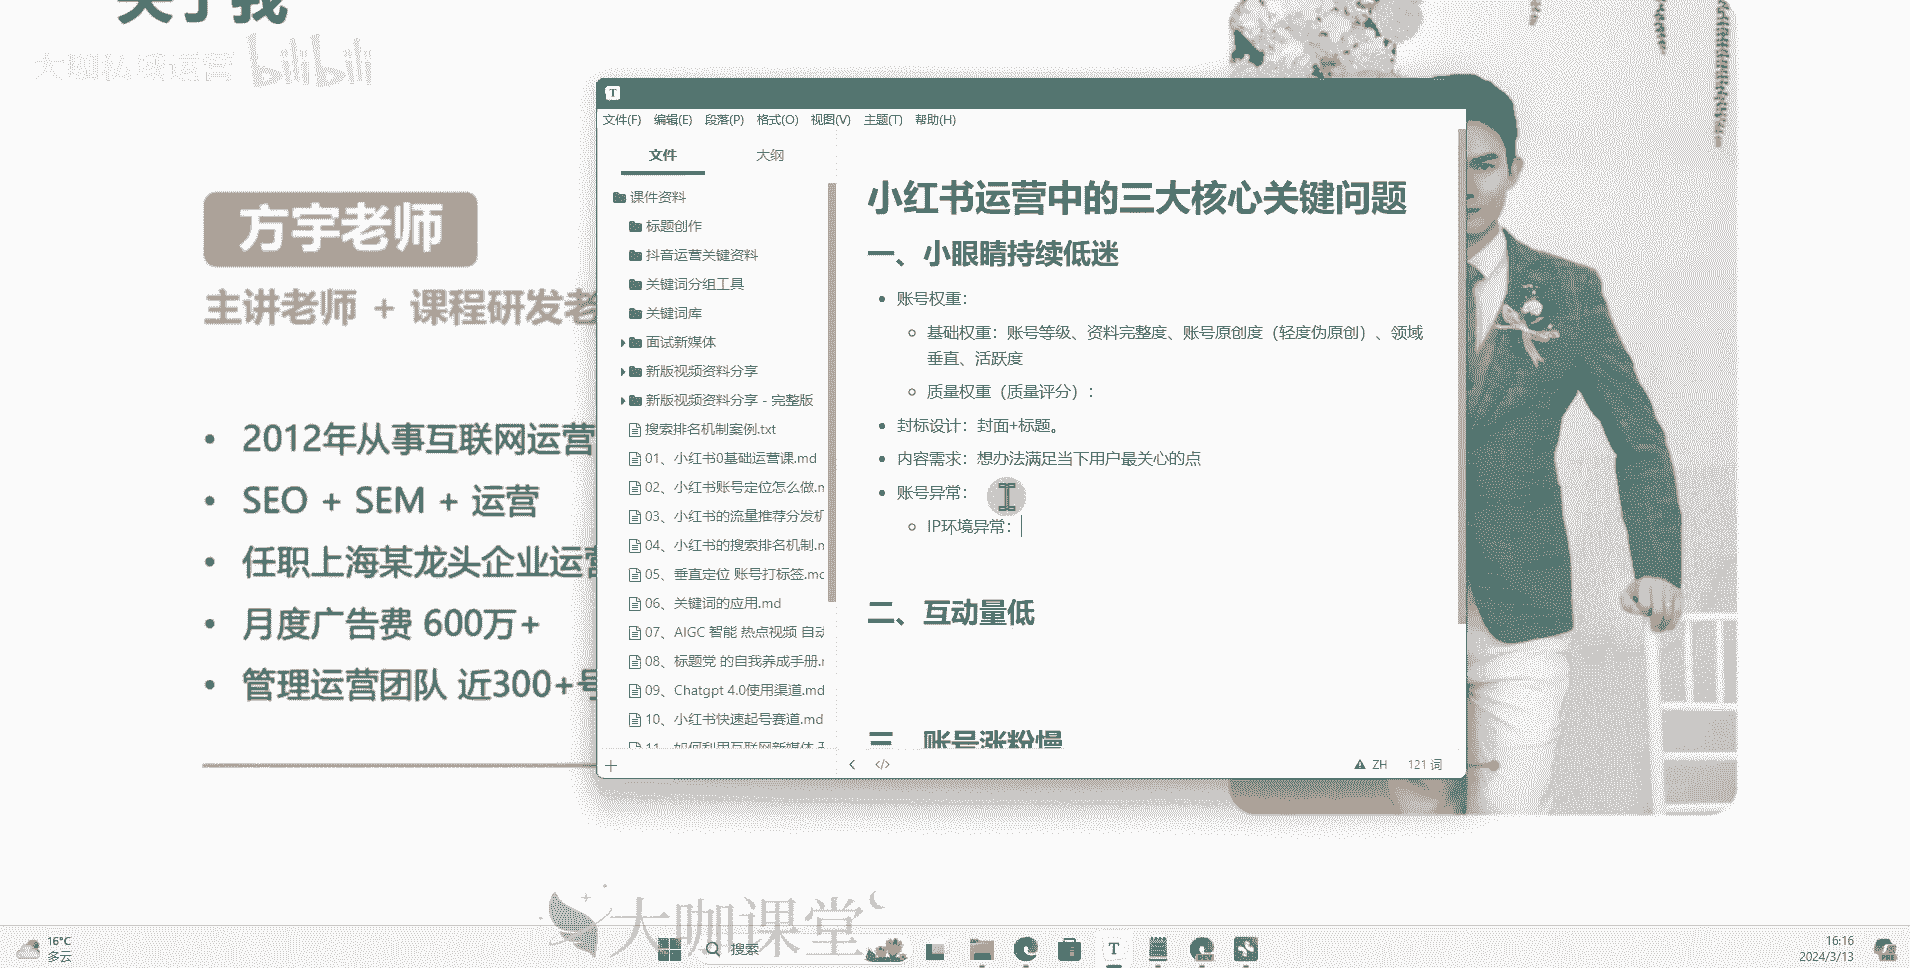 关于我
大咖私域运营 bilibili
方宇老师
主讲老师 + 课程研发老
• 2012年从事互联网运营
• SEO + SEM + 运营
• 任职上海某龙头企业运营
• 月度广告费 600万+
• 管理运营团队 近300+号
文件(F) 编辑(E) 段落(P) 格式(O) 视图(V) 主题(T) 帮助(H)
文件 大纲
课件资料
标题创作
抖音运营关键资料
关键词分组工具
关键词库
面试新媒体
新版视频资料分享
新版视频资料分享 - 完整版
搜索排名机制案例.txt
01、小红书0基础运营课.md
02、小红书账号定位怎么做.m
03、小红书的流量推荐分发机
04、小红书的搜索排名机制.m
05、垂直定位 账号打标签.md
06、关键词的应用.md
07、AIGC 智能 热点视频 自动
08、标题党 的自我养成手册.m
09、Chatgpt 4.0使用渠道.md
10、小红书快速起号赛道.md
11、如何利用互联网新媒体
小红书运营中的三大核心关键问题
一、小眼睛持续低迷
• 账号权重：
基础权重：账号等级、资料完整度、账号原创度（轻度伪原创）、领域
垂直、活跃度
质量权重（质量评分）：
• 封标设计：封面+标题。
• 内容需求：想办法满足当下用户最关心的点
• 账号异常：
IP环境异常：
二、互动量低
三、账号涨粉慢
ZH 121 词
大咖课堂
16°C
多云
搜索
T
DEV
16:16
2024/3/13
PRE